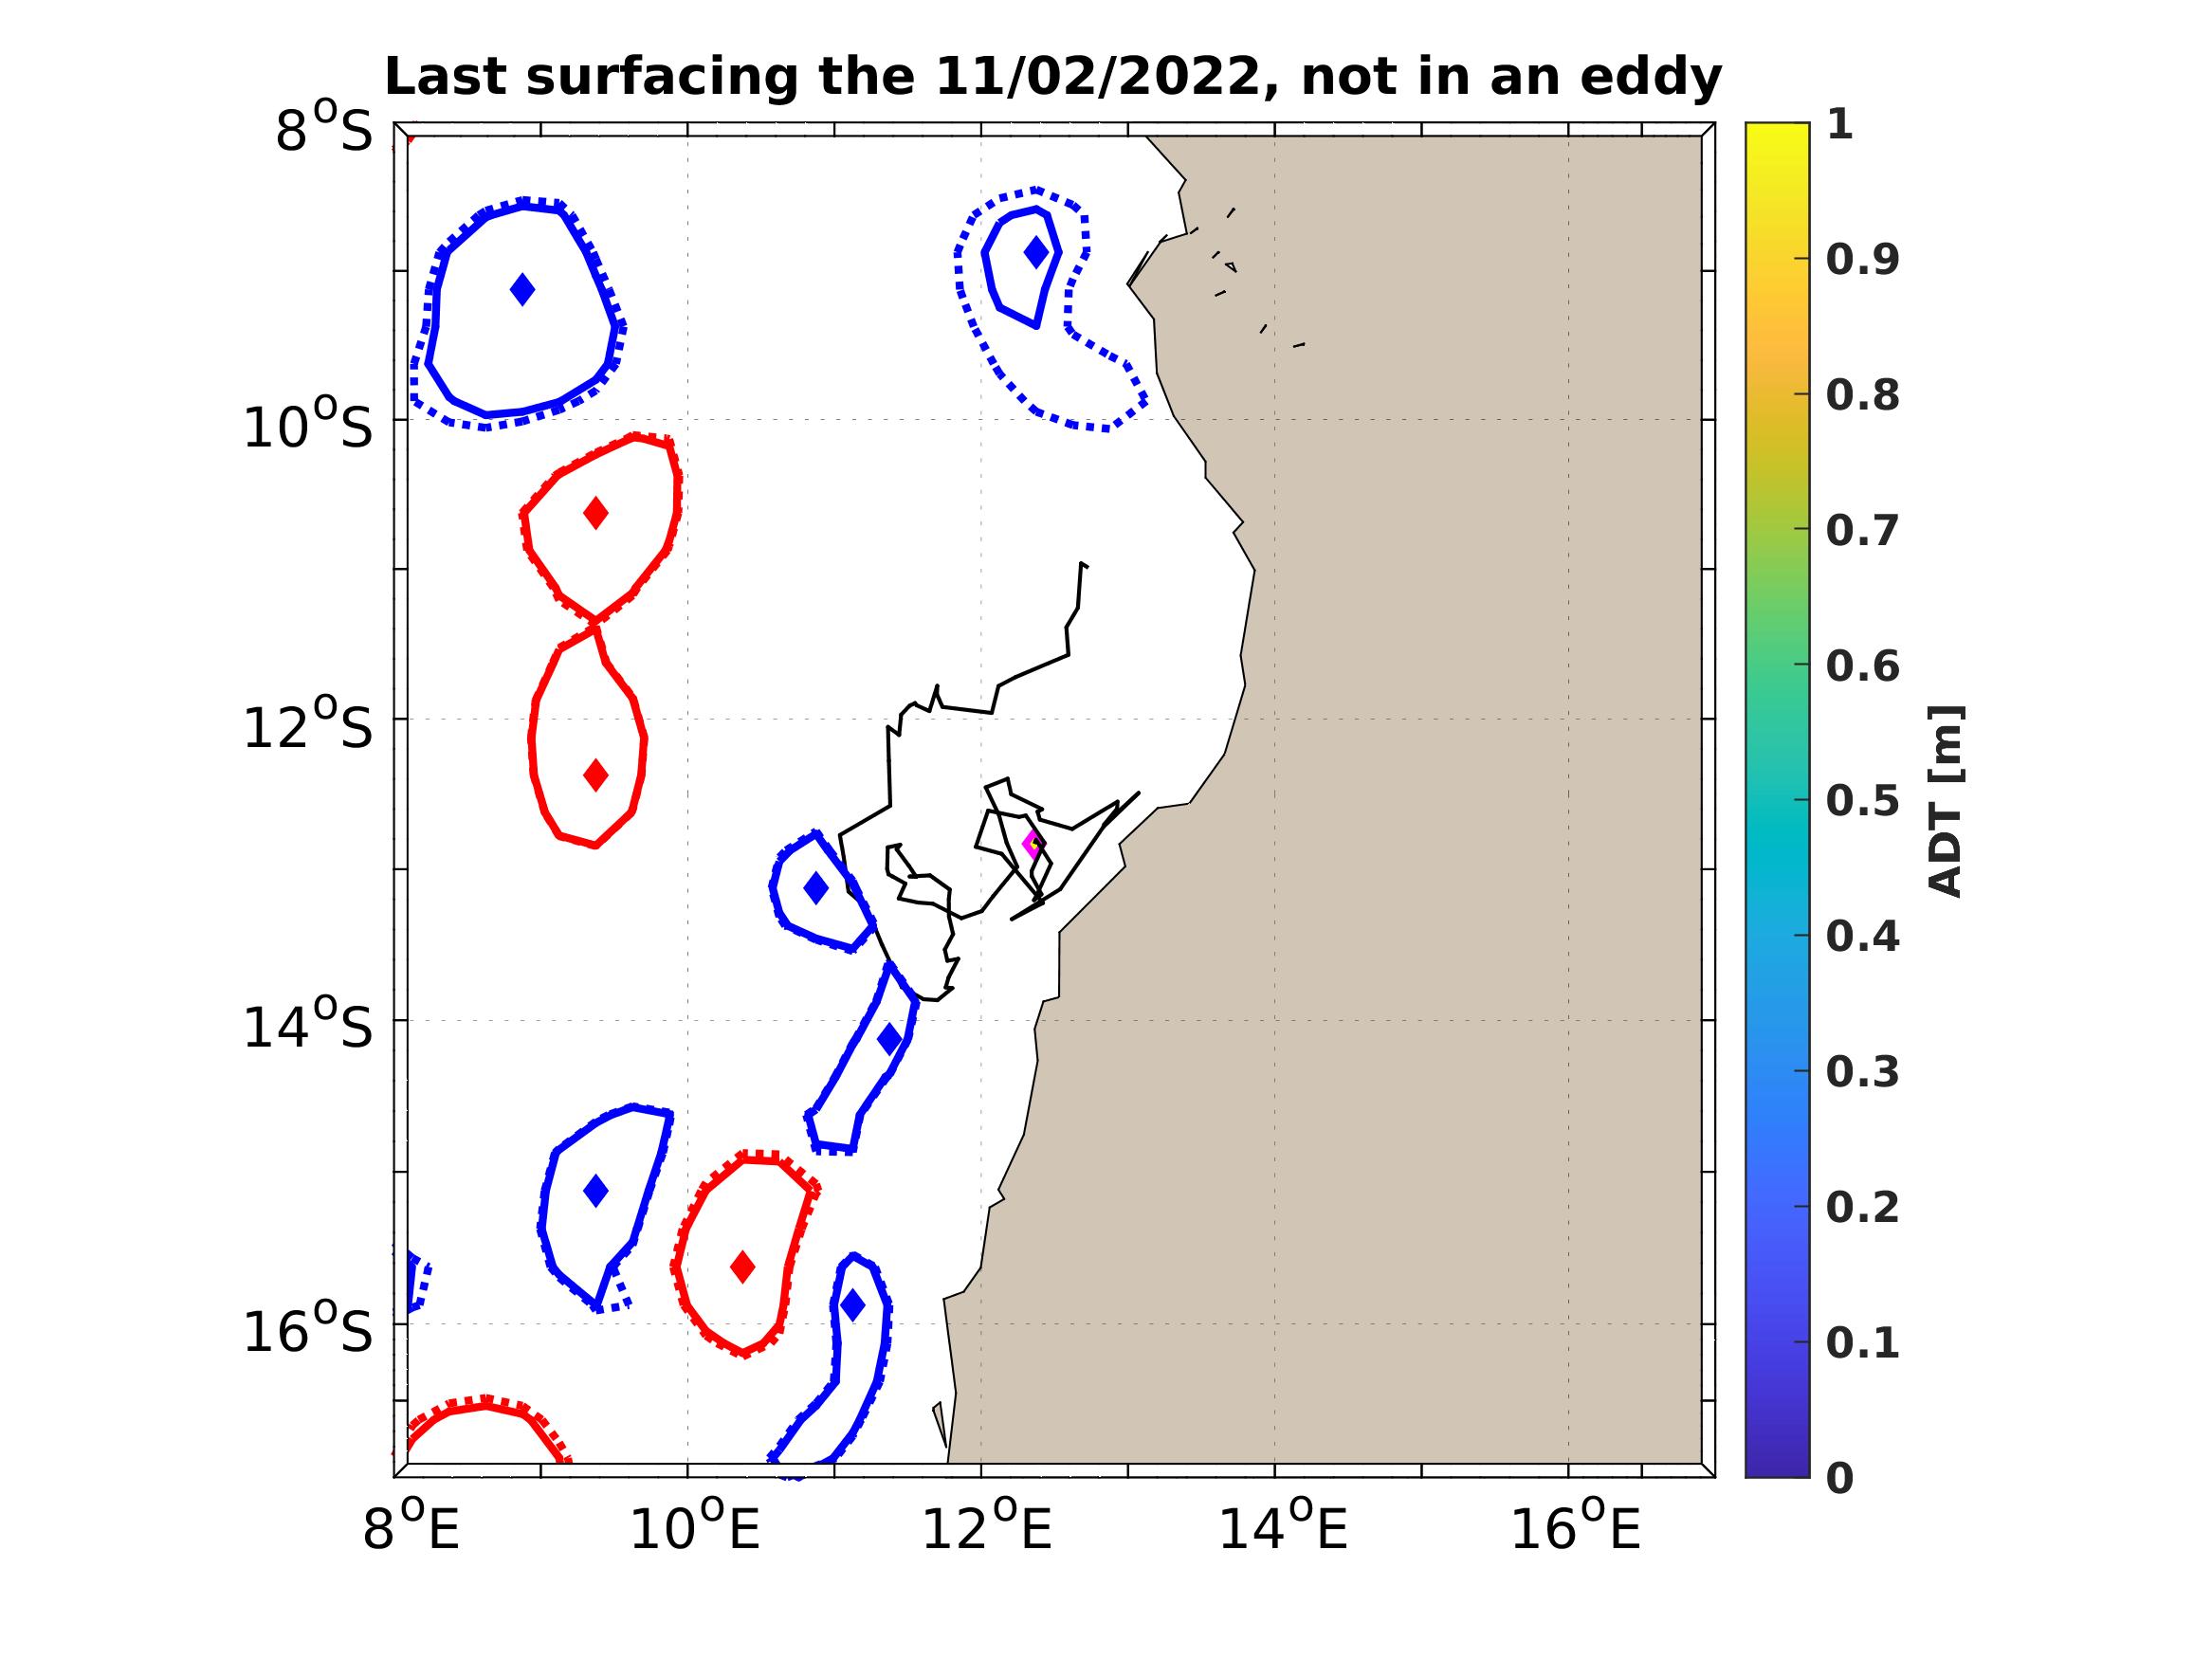 Last surfacing the 11/02/2022, not in an eddy
8°S
10°S
12°S
14°S
16°S
8°E
10°E
12°E
14°E
16°E
1
0.9
0.8
0.7
0.6
0.5
0.4
0.3
0.2
0.1
0
ADT [m]